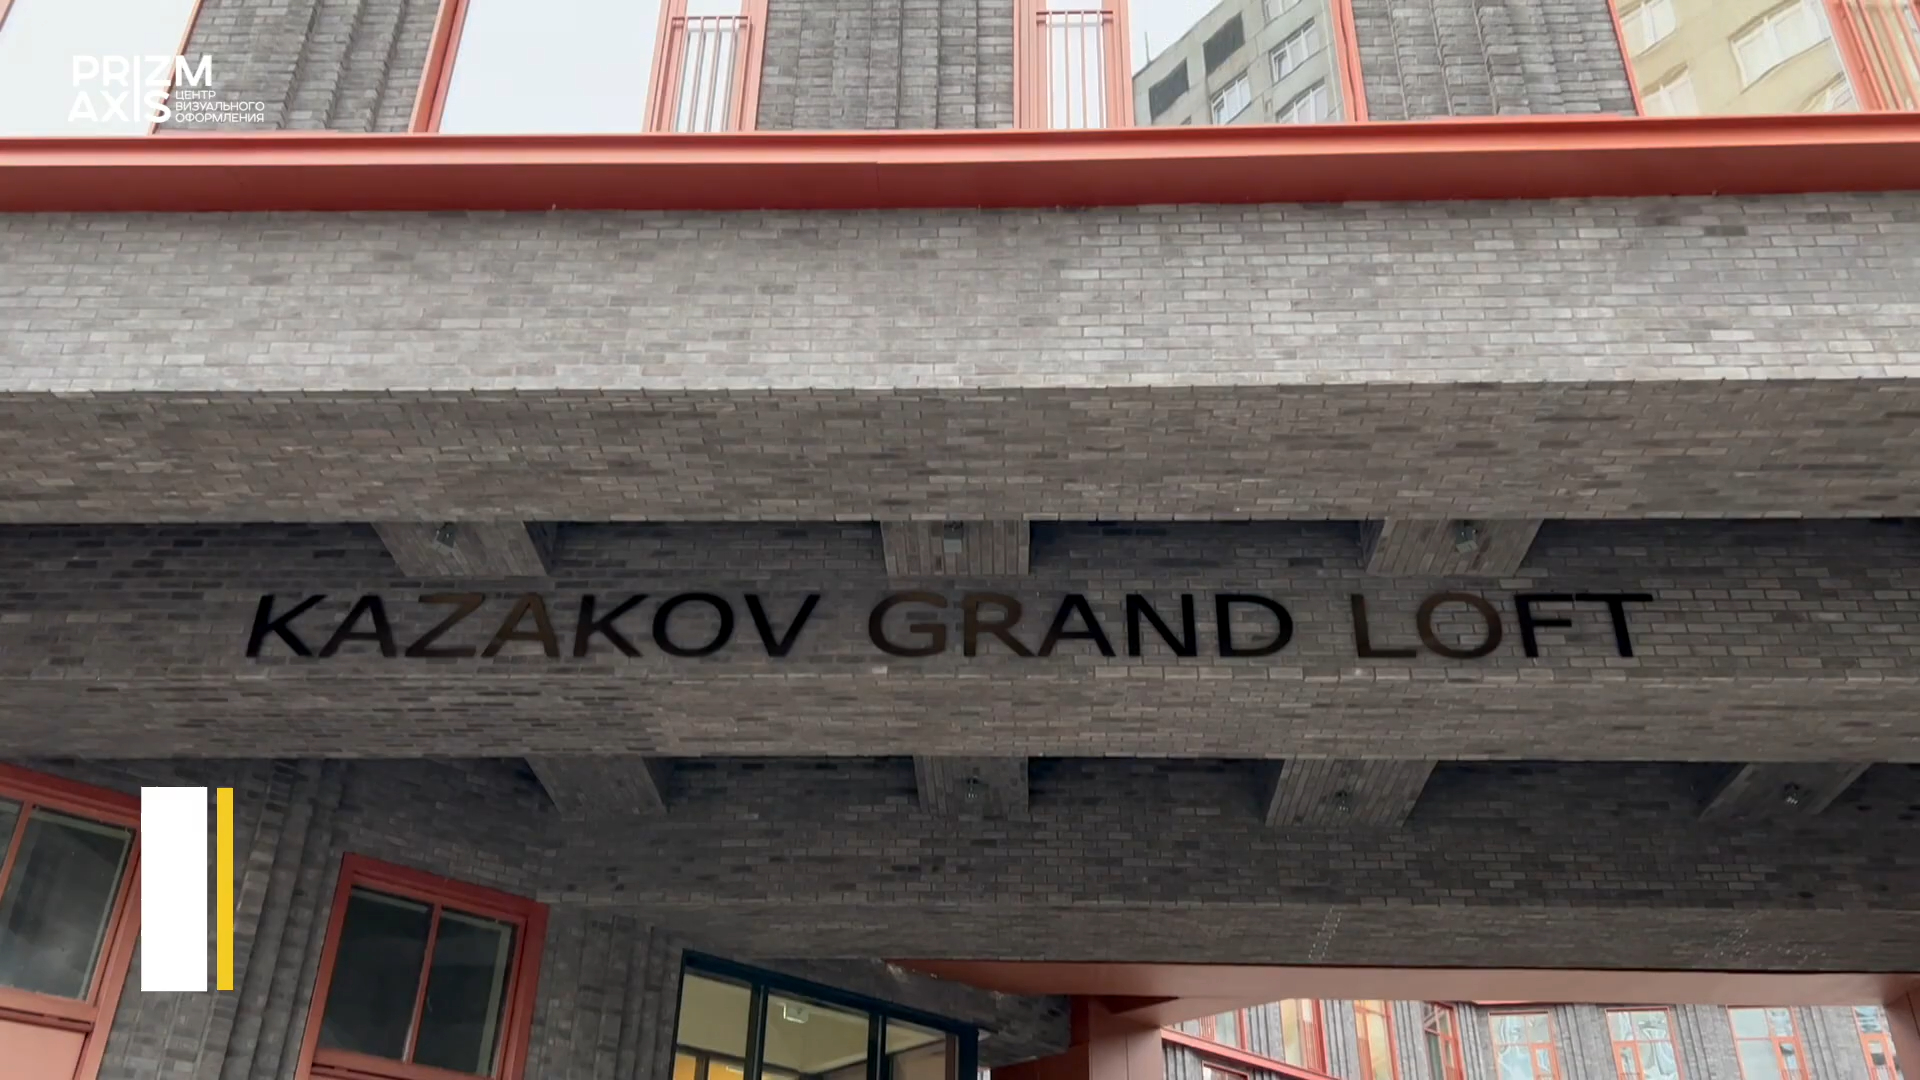 PRIZM
AXIS
ЦЕНТР
ВИЗУАЛЬНОГО
ОФОРМЛЕНИЯ
KAZAKOV GRAND LOFT